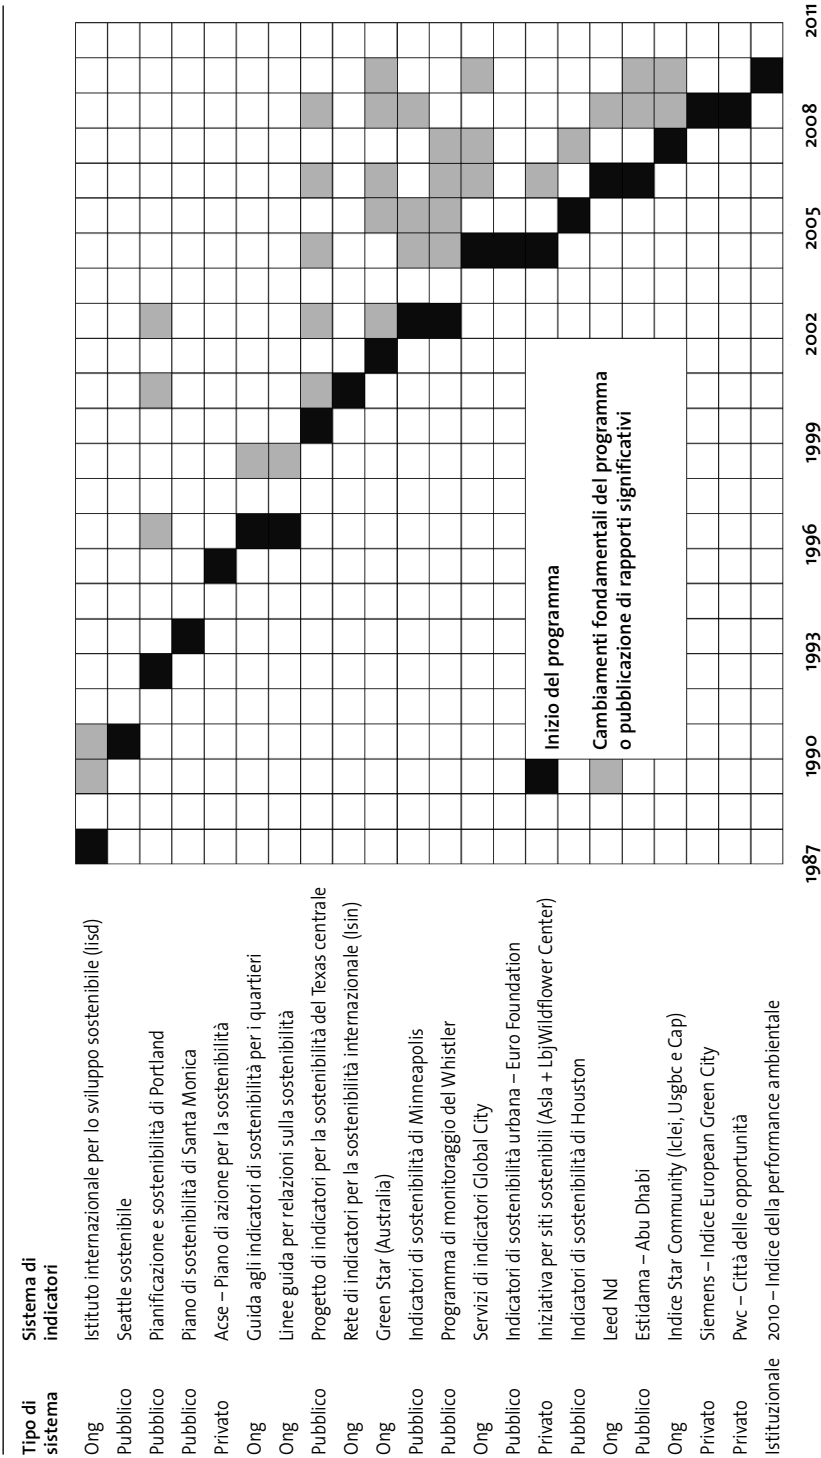 Tipo di sistema
Sistema di indicatori
Ong Istituto internazionale per lo sviluppo sostenibile (Iisd)
Pubblico Seattle sostenibile
Pubblico Pianificazione e sostenibilità di Portland
Pubblico Piano di sostenibilità di Santa Monica
Privato Acse – Piano di azione per la sostenibilità
Ong Guida agli indicatori di sostenibilità per i quartieri
Ong Linee guida per relazioni sulla sostenibilità
Pubblico Progetto di indicatori per la sostenibilità del Texas centrale
Ong Rete di indicatori per la sostenibilità internazionale (Isin)
Ong Green Star (Australia)
Pubblico Indicatori di sostenibilità di Minneapolis
Pubblico Programma di monitoraggio del Whistler
Ong Servizi di indicatori Global City
Pubblico Indicatori di sostenibilità urbana – Euro Foundation
Privato Iniziativa per siti sostenibili (Asla + LbjWildflower Center)
Pubblico Indicatori di sostenibilità di Houston
Ong Leed Nd
Pubblico Estidama – Abu Dhabi
Ong Indice Star Community (Iclei, Usgbc e Cap)
Privato Siemens – Indice European Green City
Privato Pwc – Città delle opportunità
Istituzionale 2010 – Indice della performance ambientale
Inizio del programma
Cambiamenti fondamentali del programma
o pubblicazione di rapporti significativi
1987 1990 1993 1996 1999 2002 2005 2008 2011